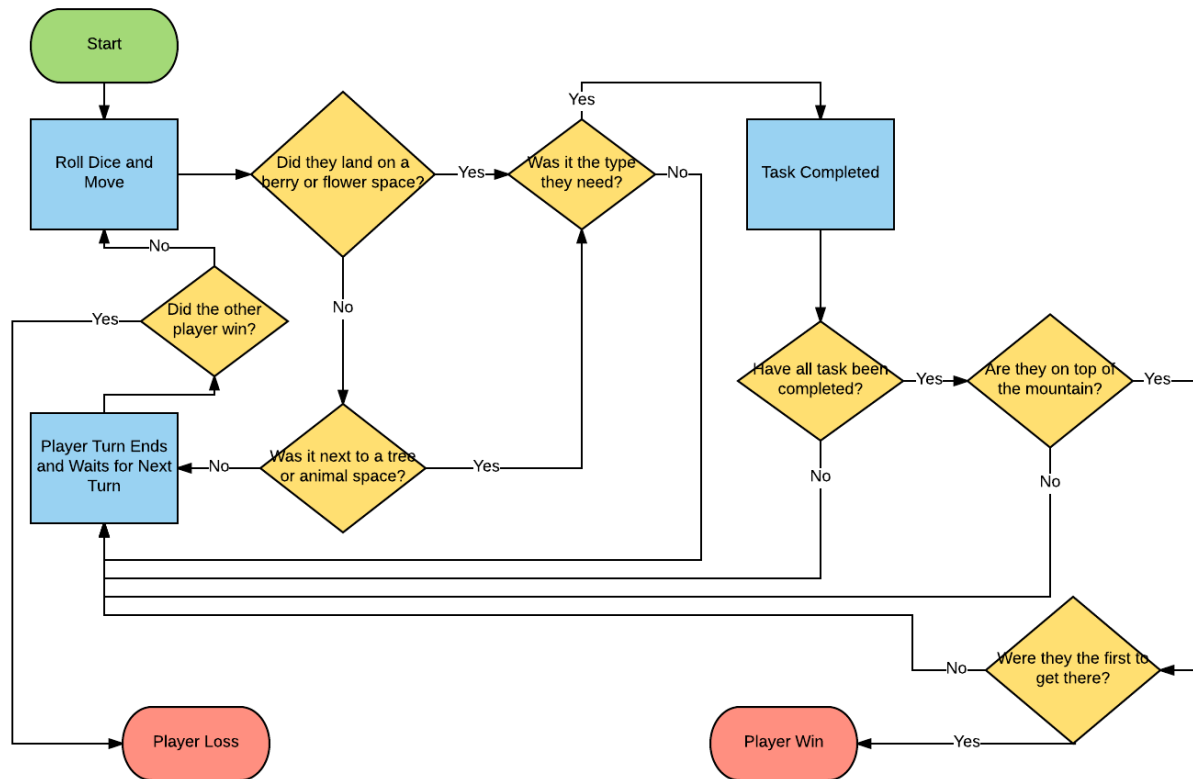 Start
Roll Dice and
Move
Did they land on a
berry or flower space?
Yes
Was it the type
they need?
Yes
No
Task Completed
No
Did the other
player win?
Yes
No
Have all task been
completed?
Yes
Are they on top of
the mountain?
Yes
Player Turn Ends
and Waits for Next
Turn
No
Was it next to a tree
or animal space?
Yes
No
No
Were they the first to
get there?
No
Yes
Player Loss
Player Win